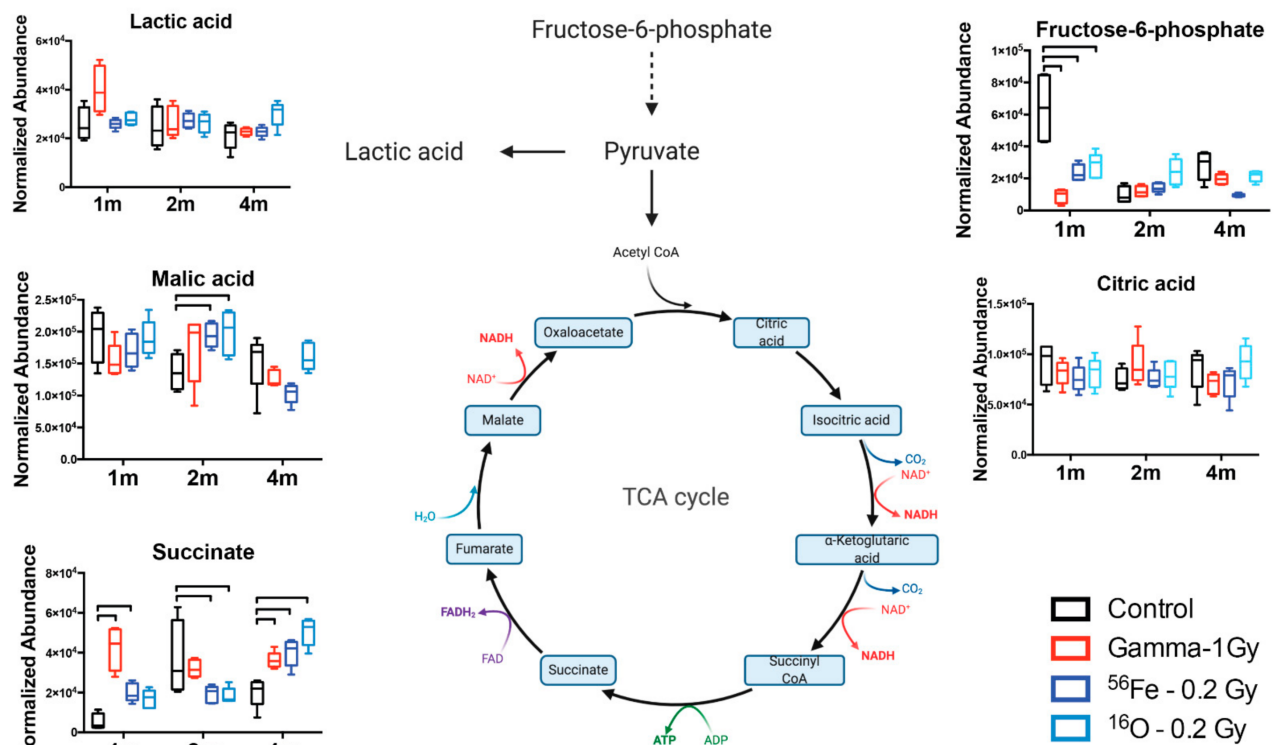 Lactic acid
Normalized Abundance
6×10⁴
4×10⁴
2×10⁴
0
1m 2m 4m
Malic acid
Normalized Abundance
2.5×10⁵
2.0×10⁵
1.5×10⁵
1.0×10⁵
5.0×10⁴
0.0
1m 2m 4m
Succinate
Normalized Abundance
8×10⁴
6×10⁴
4×10⁴
2×10⁴
0
Fructose-6-phosphate
Lactic acid
Pyruvate
Acetyl CoA
Oxaloacetate
Citric
acid
NADH
NAD⁺
Malate
Isocitric acid
CO₂
NAD⁺
NADH
TCA cycle
H₂O
Fumarate
α-Ketoglutaric
acid
CO₂
NAD⁺
NADH
FADH₂
FAD
Succinate
Succinyl
CoA
ATP
ADP
Fructose-6-phosphate
Normalized Abundance
1×10⁵
8×10⁴
6×10⁴
4×10⁴
2×10⁴
0
1m 2m 4m
Citric acid
Normalized Abundance
1.5×10⁵
1.0×10⁵
5.0×10⁴
0.0
1m 2m 4m
Control
Gamma-1Gy
⁵⁶Fe - 0.2 Gy
¹⁶O - 0.2 Gy